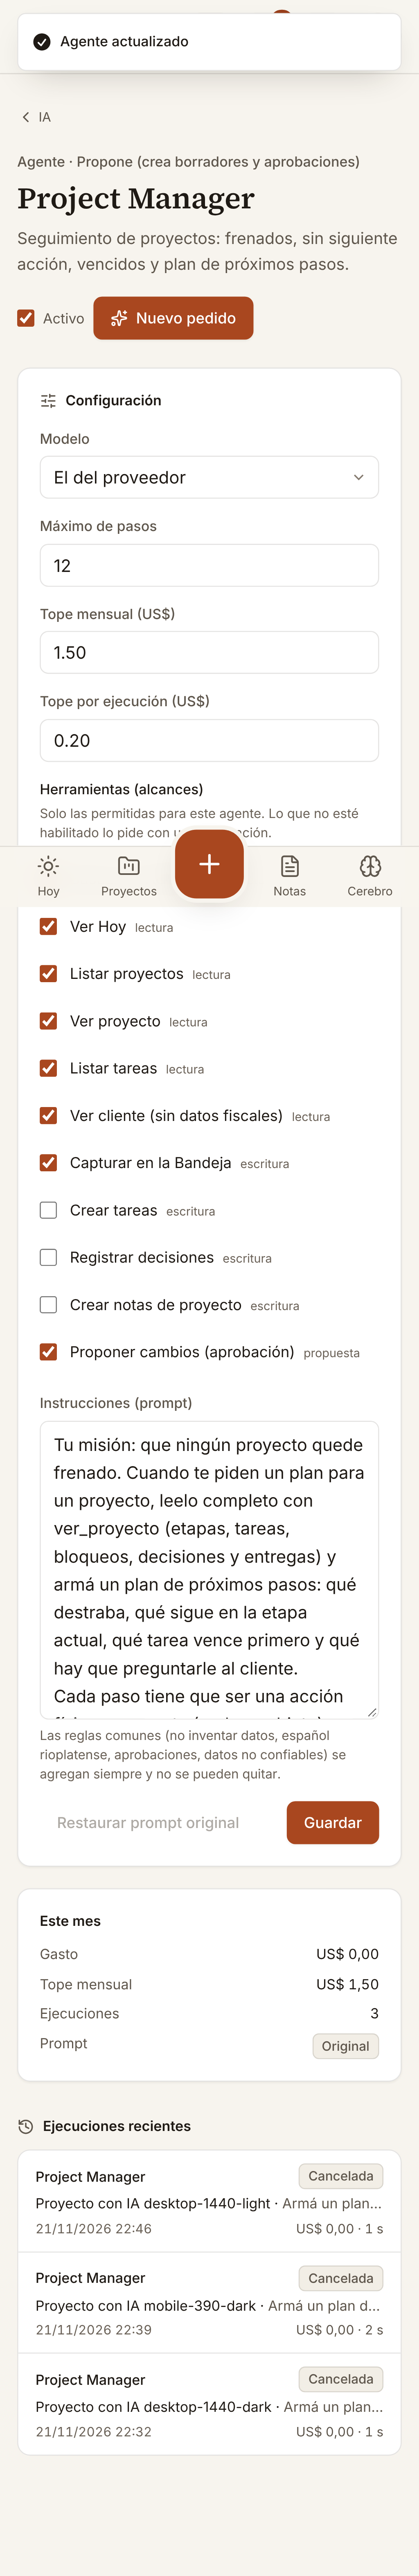 Agente actualizado
IA
Agente · Propone (crea borradores y aprobaciones)
Project Manager
Seguimiento de proyectos: frenados, sin siguiente
acción, vencidos y plan de próximos pasos.
Activo
Nuevo pedido
Configuración
Modelo
El del proveedor
Máximo de pasos
12
Tope mensual (US$)
1.50
Tope por ejecución (US$)
0.20
Herramientas (alcances)
Solo las permitidas para este agente. Lo que no esté
habilitado lo pide con
Hoy
Proyectos
Notas
Cerebro
Ver Hoy lectura
Listar proyectos lectura
Ver proyecto lectura
Listar tareas lectura
Ver cliente (sin datos fiscales) lectura
Capturar en la Bandeja escritura
Crear tareas escritura
Registrar decisiones escritura
Crear notas de proyecto escritura
Proponer cambios (aprobación) propuesta
Instrucciones (prompt)
Tu misión: que ningún proyecto quede
frenado. Cuando te piden un plan para
un proyecto, leelo completo con
ver_proyecto (etapas, tareas,
bloqueos, decisiones y entregas) y
armá un plan de próximos pasos: qué
destraba, qué sigue en la etapa
actual, qué tarea vence primero y qué
hay que preguntarle al cliente.
Cada paso tiene que ser una acción
Las reglas comunes (no inventar datos, español
rioplatense, aprobaciones, datos no confiables) se
agregan siempre y no se pueden quitar.
Restaurar prompt original
Guardar
Este mes
Gasto US$ 0,00
Tope mensual US$ 1,50
Ejecuciones 3
Prompt Original
Ejecuciones recientes
Project Manager Cancelada
Proyecto con IA desktop-1440-light · Armá un plan...
21/11/2026 22:46 US$ 0,00 · 1 s
Project Manager Cancelada
Proyecto con IA mobile-390-dark · Armá un plan d...
21/11/2026 22:39 US$ 0,00 · 2 s
Project Manager Cancelada
Proyecto con IA desktop-1440-dark · Armá un plan...
21/11/2026 22:32 US$ 0,00 · 1 s